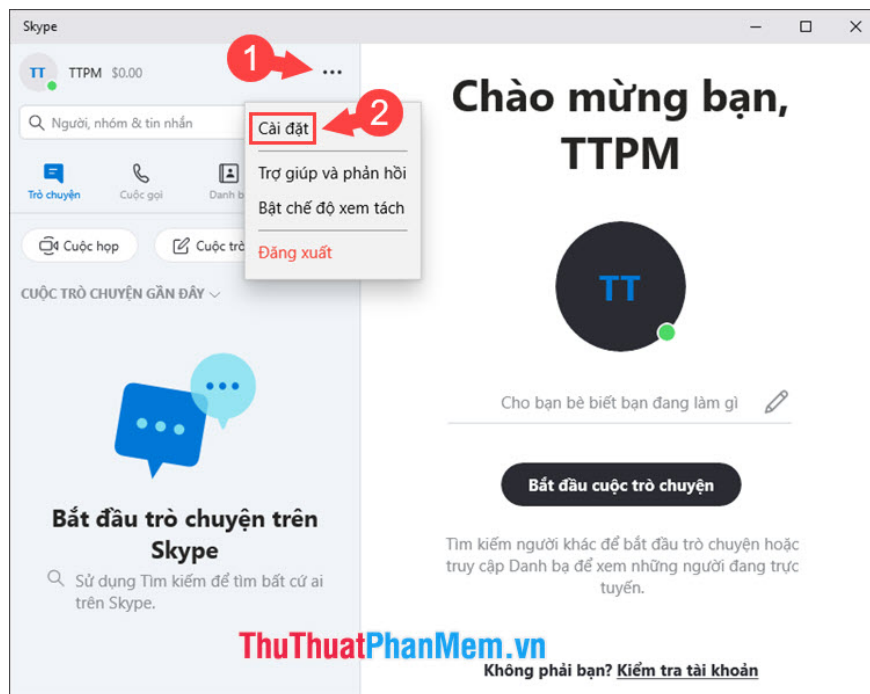 Skype
TT TTPM $0.00
1
Người, nhóm & tin nhắn
Trò chuyện Cuộc gọi Danh b
Cuộc họp Cuộc trò
CUỘC TRÒ CHUYỆN GẦN ĐÂY
Cài đặt
2
Trợ giúp và phản hồi
Bật chế độ xem tách
Đăng xuất
Bắt đầu trò chuyện trên
Skype
Sử dụng Tìm kiếm để tìm bất cứ ai
trên Skype.
Chào mừng bạn,
TTPM
TT
Cho bạn bè biết bạn đang làm gì
Bắt đầu cuộc trò chuyện
Tìm kiếm người khác để bắt đầu trò chuyện hoặc
truy cập Danh bạ để xem những người đang trực
tuyến.
ThuThuatPhanMem.vn
Không phải bạn? Kiểm tra tài khoản